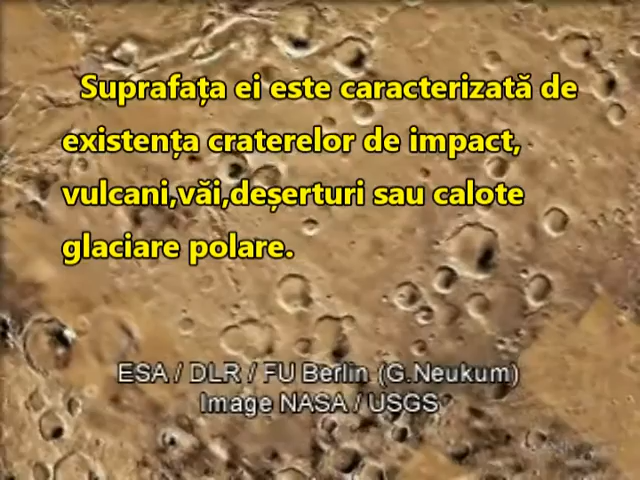 Suprafața ei este caracterizată de
existența craterelor de impact,
vulcani,văi,deșerturi sau calote
glaciare polare.
ESA / DLR / FU Berlin (G.Neukum)
Image NASA / USGS